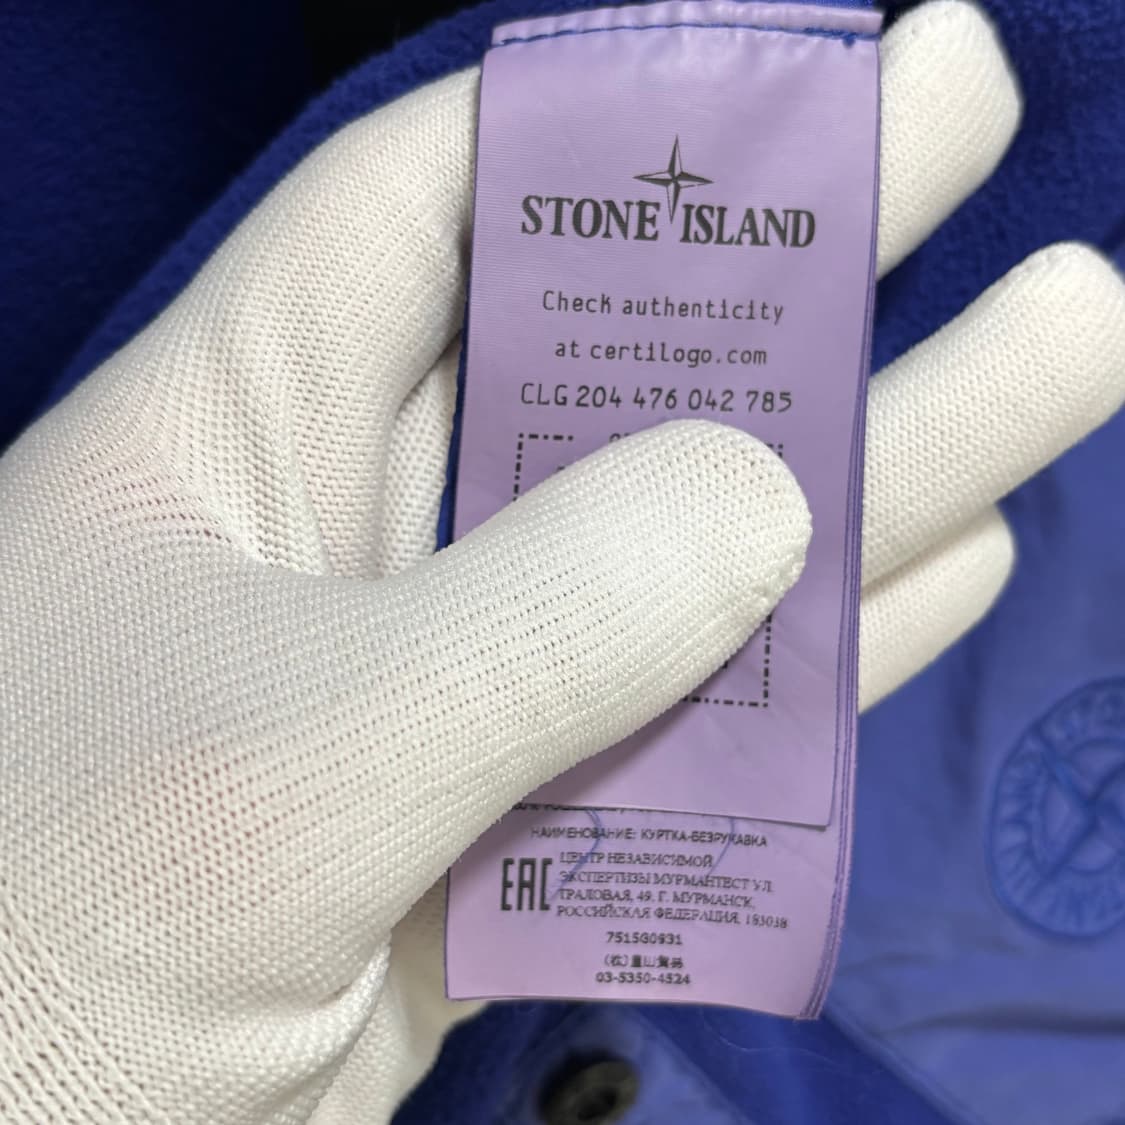 STONE ISLAND
Check authenticity
at certilogo.com
CLG 204 476 042 785
НАИМЕНОВАНИЕ: КУРТКА-БЕЗРУКАВКА
EAC
ЦЕНТР НЕЗАВИСИМОЙ
ЭКСПЕРТИЗЫ МУРМАНТЕСТ УЛ.
ТРАЛОВАЯ, 49, Г. МУРМАНСК,
РОССИЙСКАЯ ФЕДЕРАЦИЯ, 183038
7515G0931
03-5350-4524